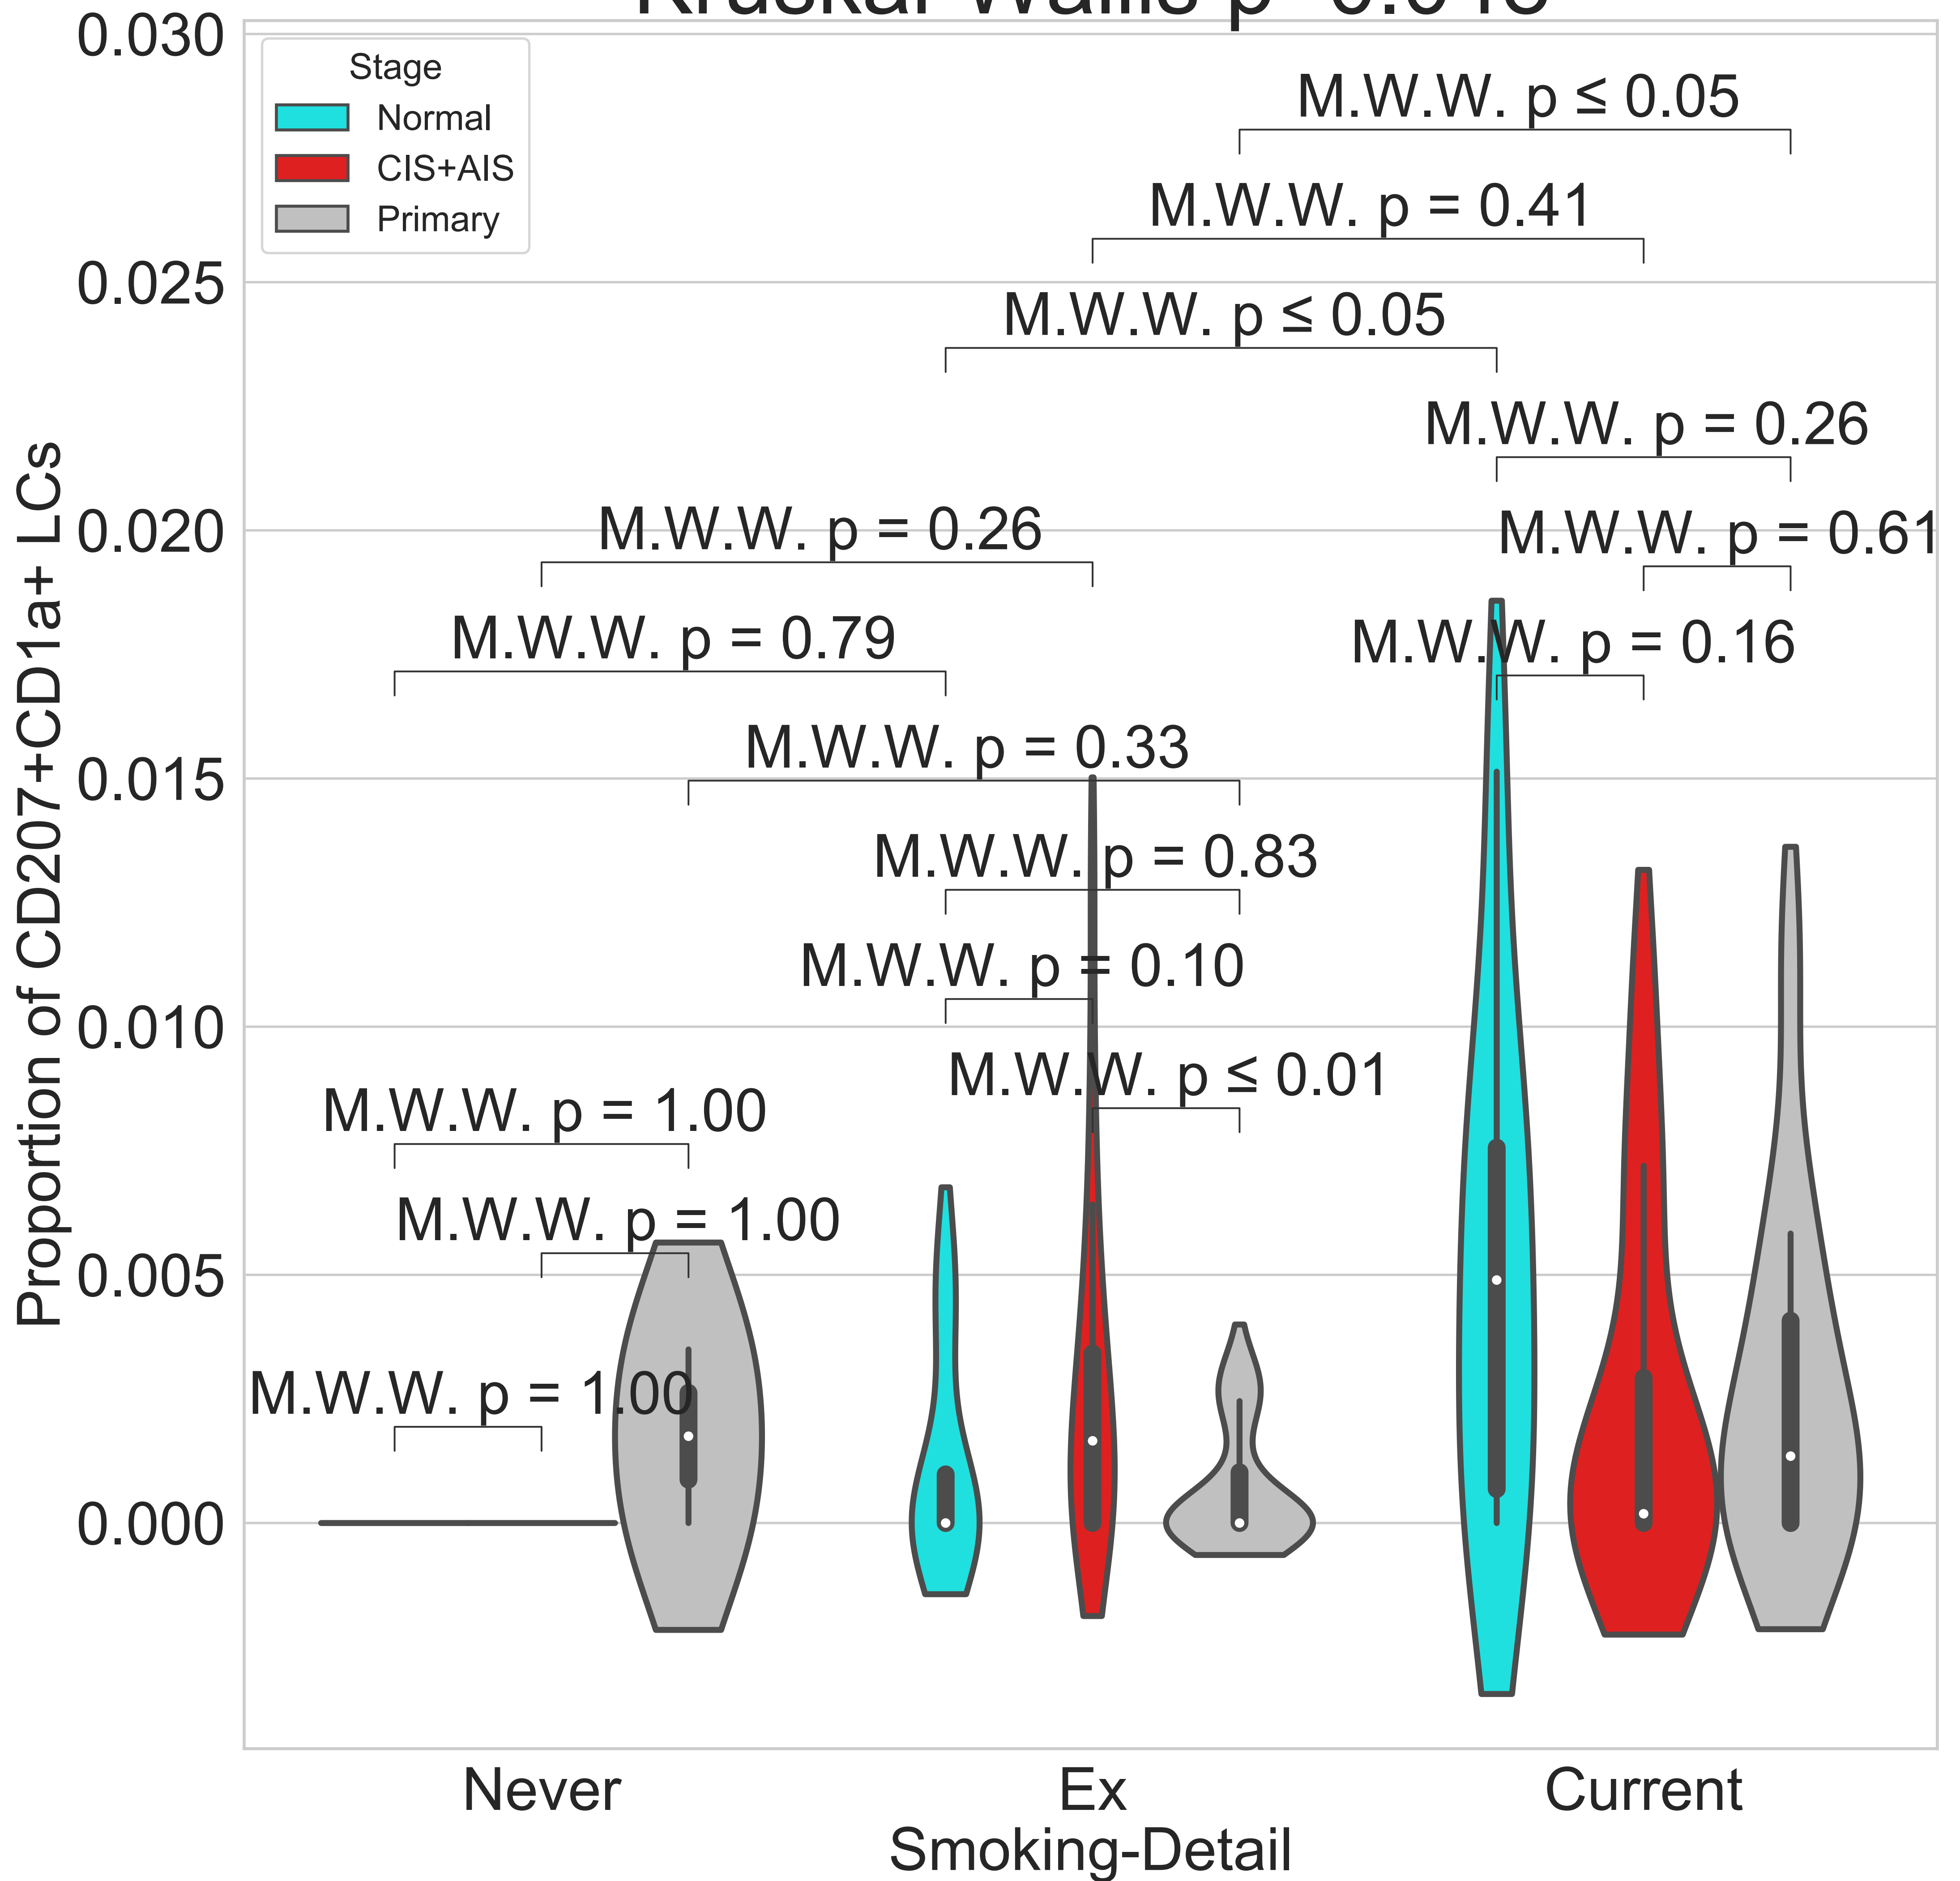 0.030
Stage
Normal
CIS+AIS
Primary
M.W.W. p ≤ 0.05
M.W.W. p = 0.41
0.025
M.W.W. p ≤ 0.05
M.W.W. p = 0.26
0.020
M.W.W. p = 0.26
M.W.W. p = 0.61
M.W.W. p = 0.79
M.W.W. p = 0.16
0.015
M.W.W. p = 0.33
M.W.W. p = 0.83
M.W.W. p = 0.10
0.010
M.W.W. p ≤ 0.01
M.W.W. p = 1.00
M.W.W. p = 1.00
0.005
M.W.W. p = 1.00
0.000
Proportion of CD207+CD1a+ LCs
Never
Ex
Current
Smoking-Detail